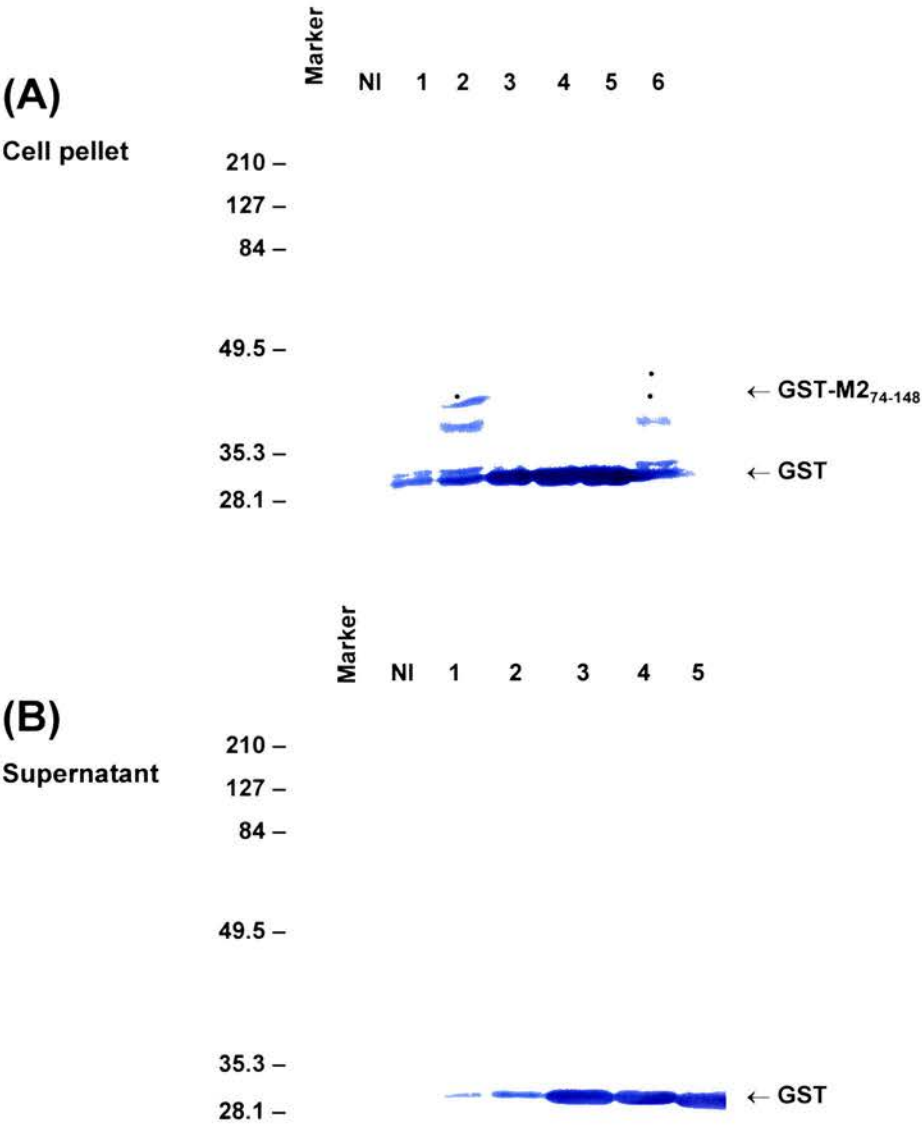 Marker
NI 1 2 3 4 5 6
(A)
Cell pellet
210 –
127 –
84 –
49.5 –
← GST-M2₇₄₋₁₄₈
35.3 –
← GST
28.1 –
Marker
NI 1 2 3 4 5
(B)
Supernatant
210 –
127 –
84 –
49.5 –
35.3 –
← GST
28.1 –